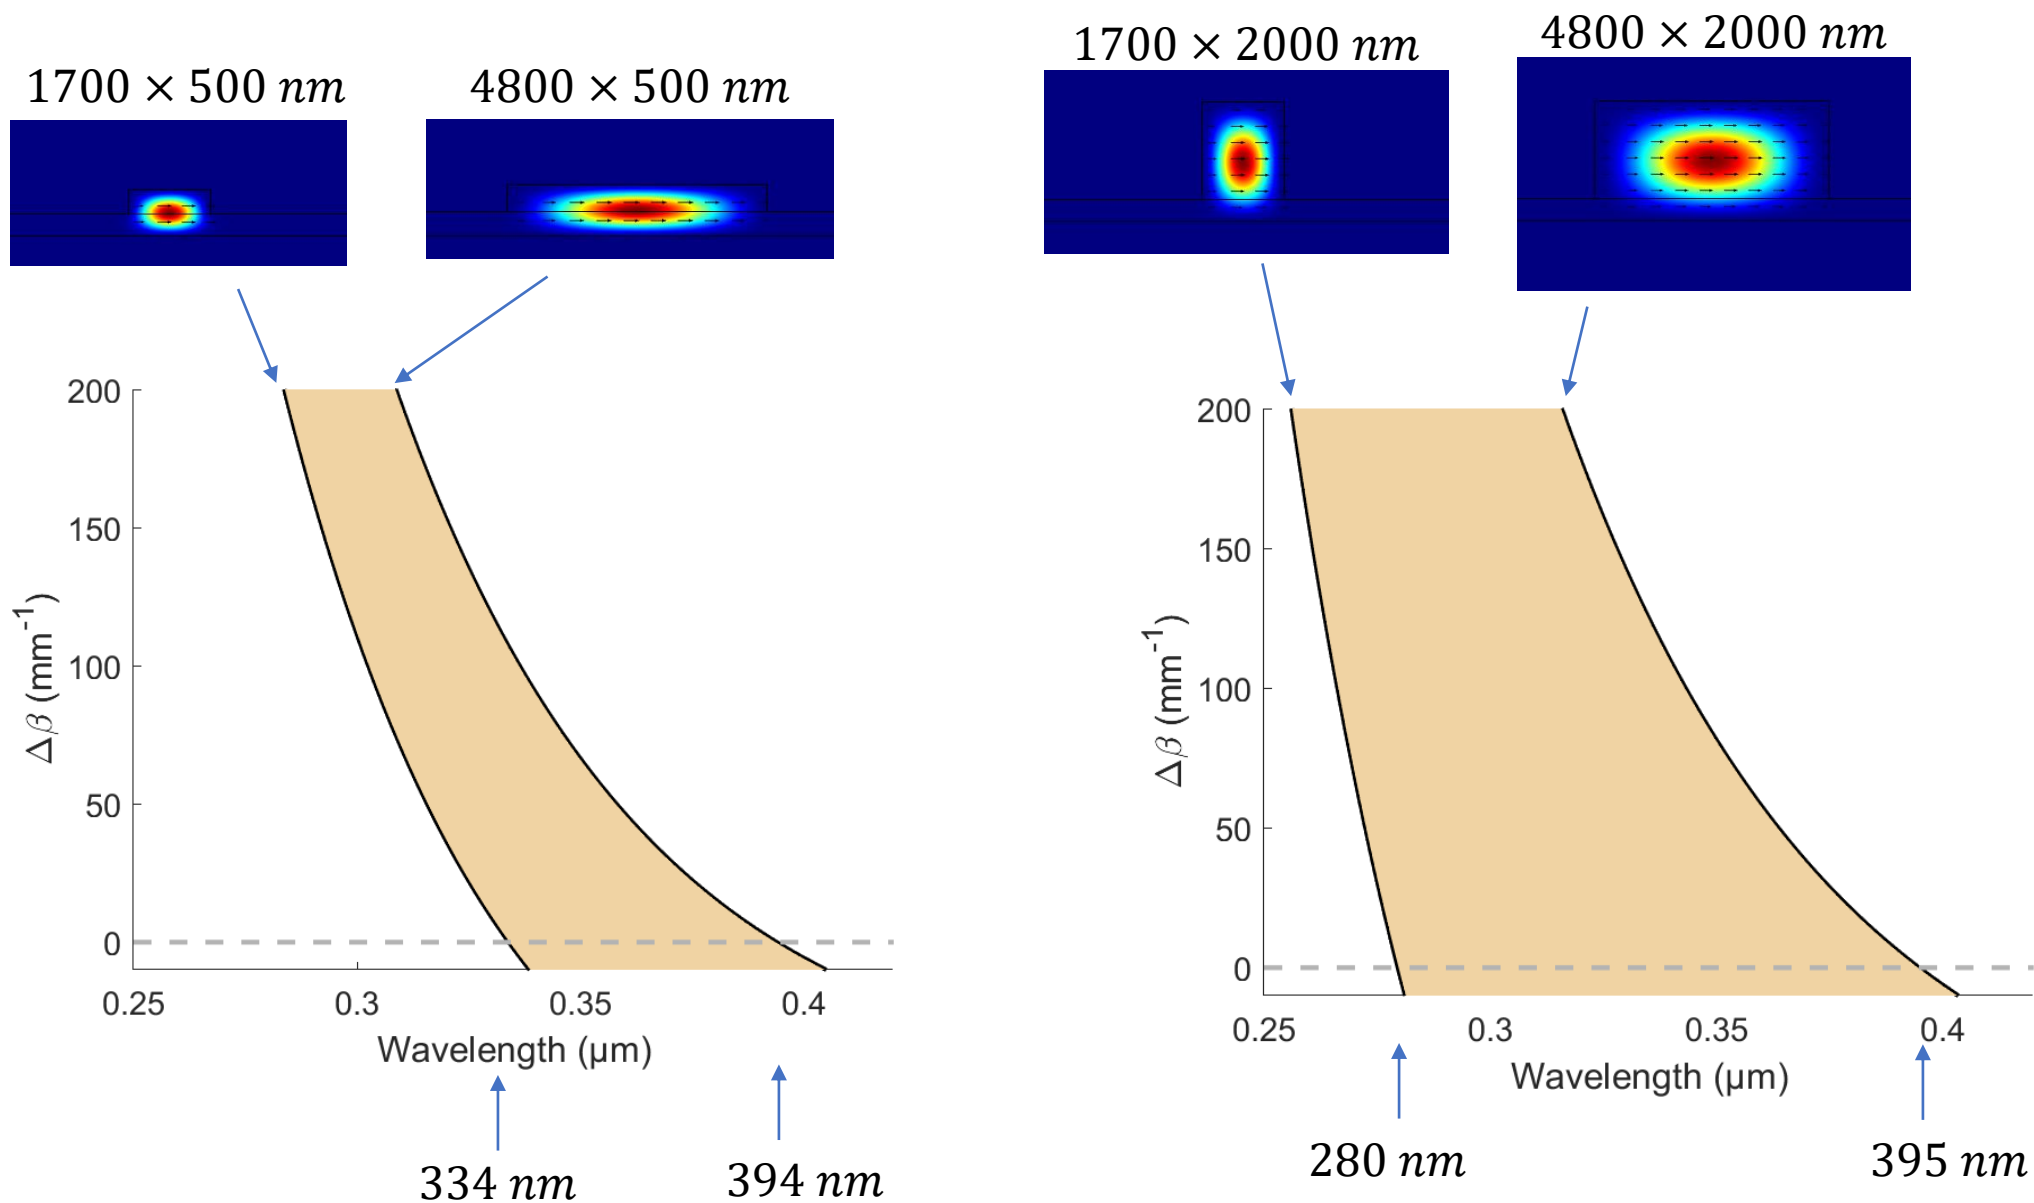 1700 × 500 nm
4800 × 500 nm
200
150
100
50
0
Δβ (mm⁻¹)
0.25
0.3
0.35
0.4
Wavelength (μm)
334 nm
394 nm
1700 × 2000 nm
4800 × 2000 nm
200
150
100
50
0
Δβ (mm⁻¹)
0.25
0.3
0.35
0.4
Wavelength (μm)
280 nm
395 nm